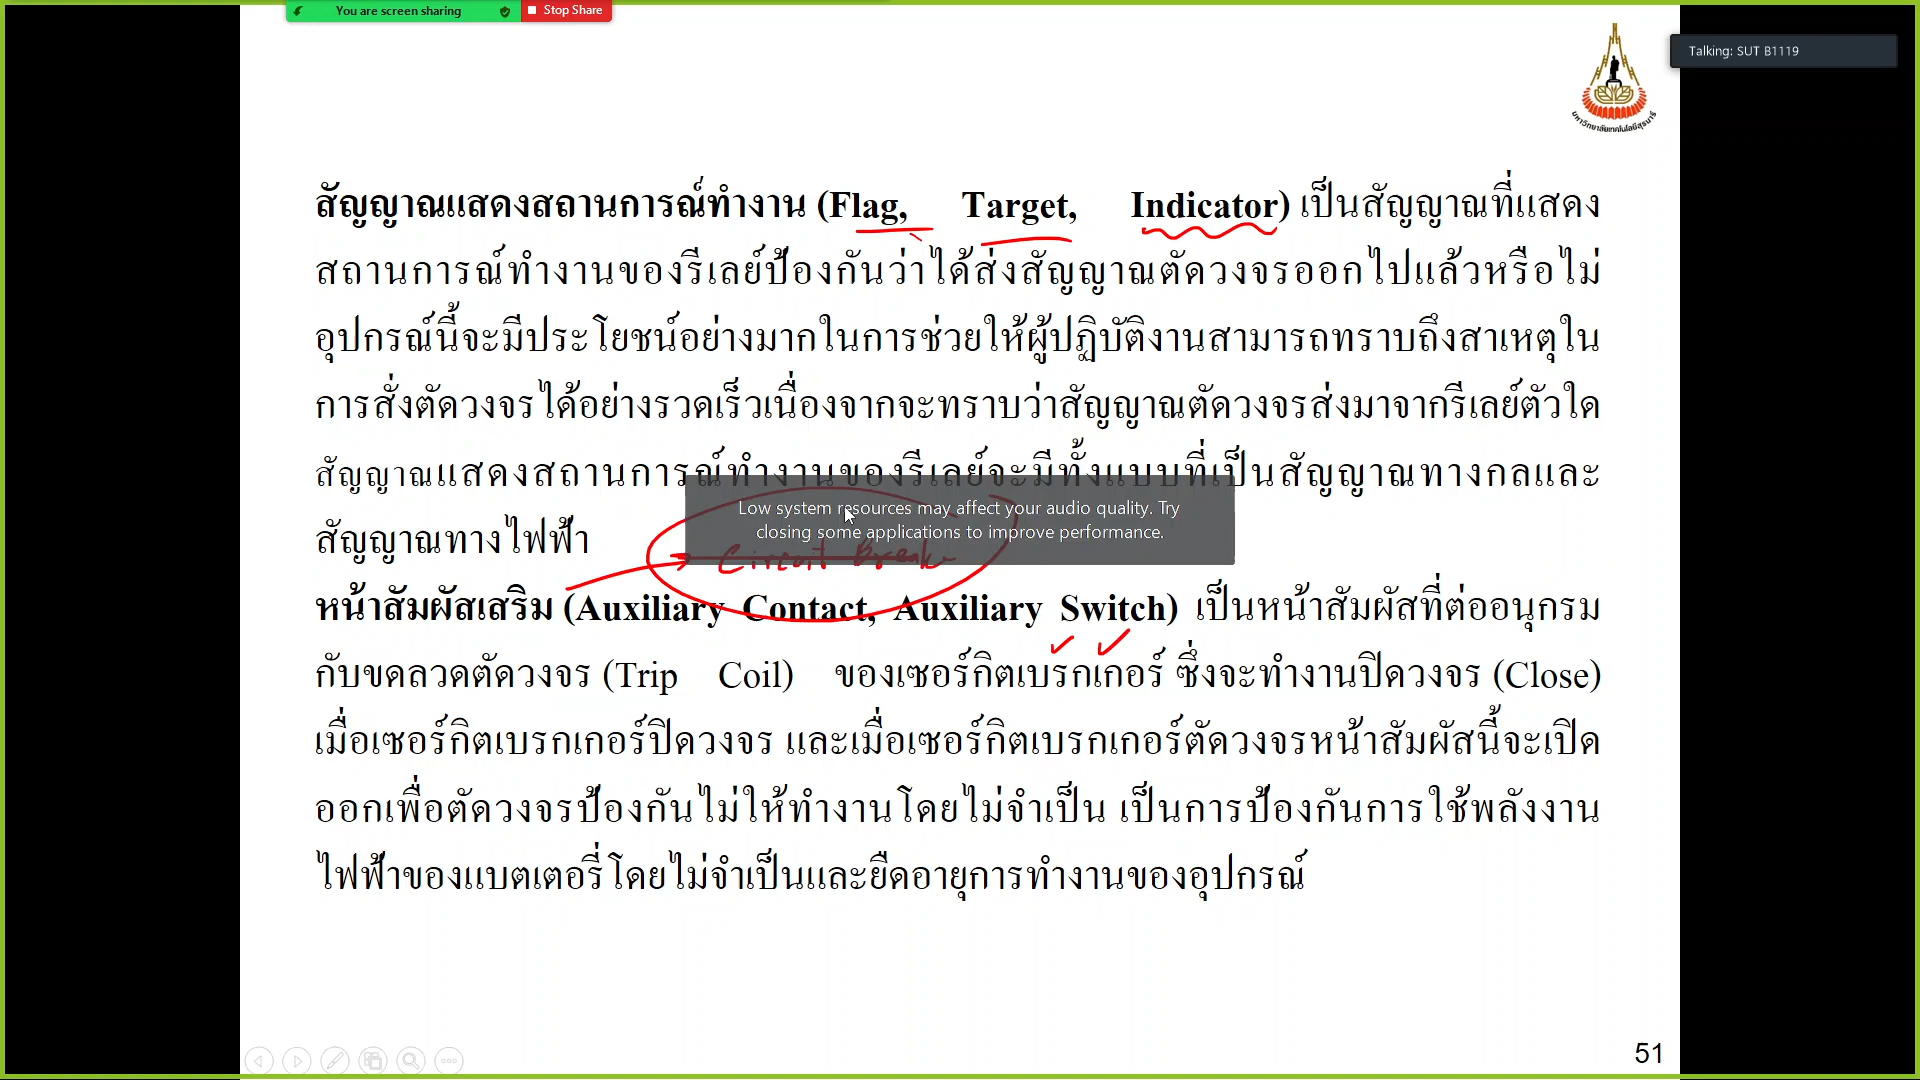 You are screen sharing
Stop Share
Talking: SUT B1119
มหาวิทยาลัยเทคโนโลยีสุรนารี
สัญญาณแสดงสถานการณ์ทำงาน (Flag, Target, Indicator) เป็นสัญญาณที่แสดง
สถานการณ์ทำงานของรีเลย์ป้องกันว่าได้ส่งสัญญาณตัดวงจรออกไปแล้วหรือไม่
อุปกรณ์นี้จะมีประโยชน์อย่างมากในการช่วยให้ผู้ปฏิบัติงานสามารถทราบถึงสาเหตุใน
การสั่งตัดวงจรได้อย่างรวดเร็วเนื่องจากจะทราบว่าสัญญาณตัดวงจรส่งมาจากรีเลย์ตัวใด
สัญญาณแสดงสถานการณ์ทำงานของรีเลย์จะมีทั้งแบบที่เป็นสัญญาณทางกลและ
Low system resources may affect your audio quality. Try
closing some applications to improve performance.
สัญญาณทางไฟฟ้า
Circuit Break
หน้าสัมผัสเสริม (Auxiliary Contact, Auxiliary Switch) เป็นหน้าสัมผัสที่ต่ออนุกรม
กับขดลวดตัดวงจร (Trip Coil) ของเซอร์กิตเบรกเกอร์ ซึ่งจะทำงานปิดวงจร (Close)
เมื่อเซอร์กิตเบรกเกอร์ปิดวงจร และเมื่อเซอร์กิตเบรกเกอร์ตัดวงจรหน้าสัมผัสนี้จะเปิด
ออกเพื่อตัดวงจรป้องกันไม่ให้ทำงานโดยไม่จำเป็น เป็นการป้องกันการใช้พลังงาน
ไฟฟ้าของแบตเตอรี่โดยไม่จำเป็นและยืดอายุการทำงานของอุปกรณ์
51